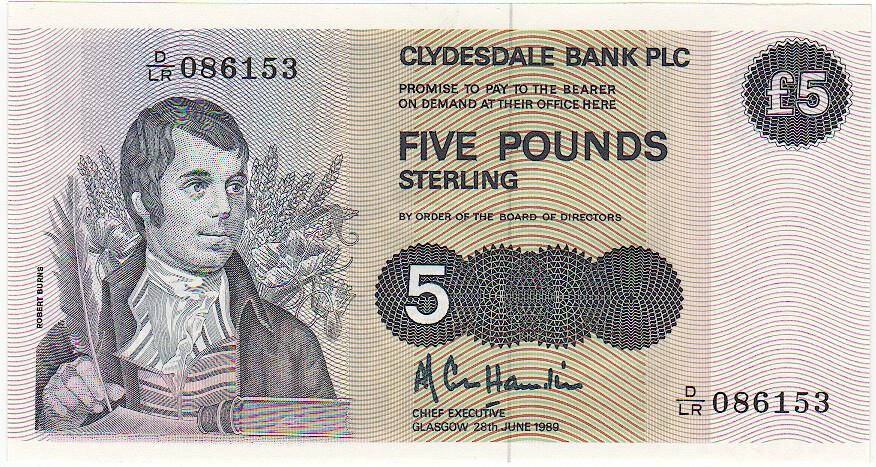 D/LR 086153
CLYDESDALE BANK PLC
£5
PROMISE TO PAY TO THE BEARER
ON DEMAND AT THEIR OFFICE HERE
FIVE POUNDS
STERLING
BY ORDER OF THE BOARD OF DIRECTORS
ROBERT BURNS
5
CHIEF EXECUTIVE
GLASGOW 28th JUNE 1989
D/LR 086153